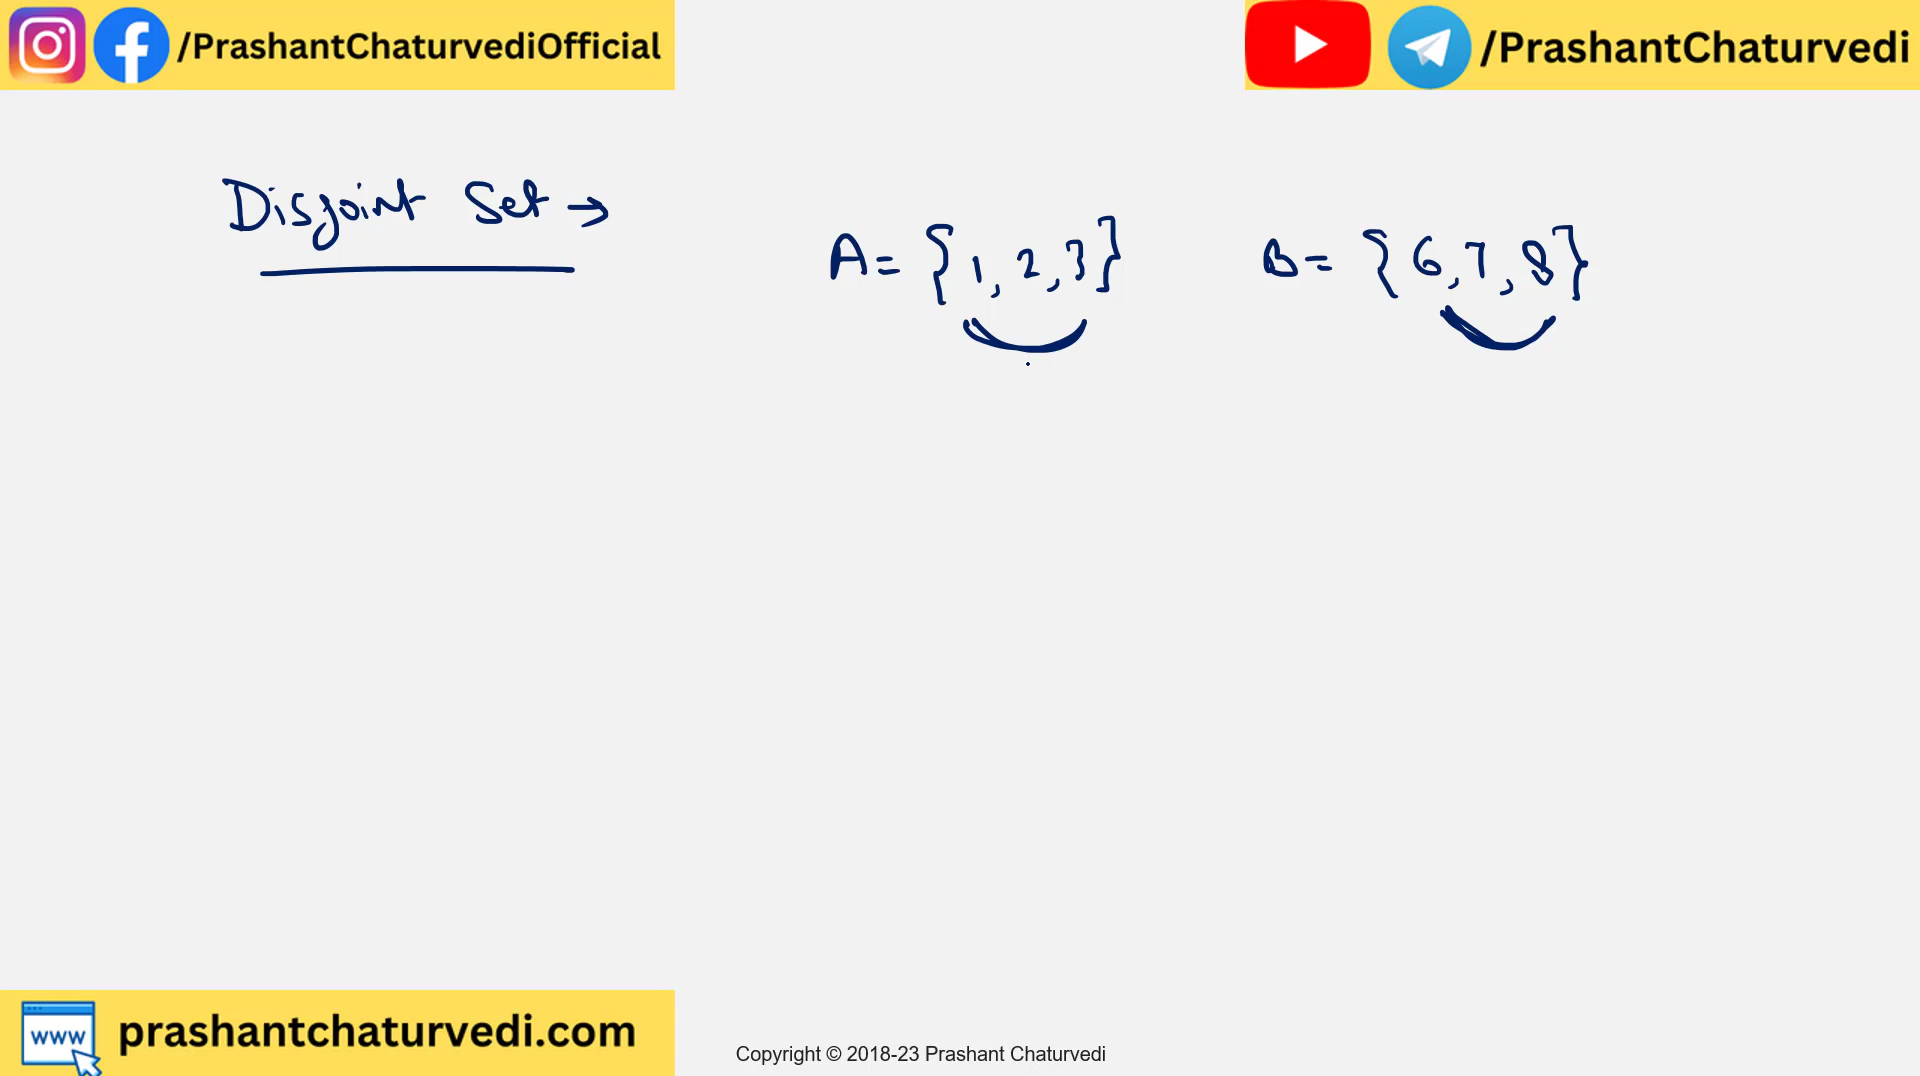 /PrashantChaturvediOfficial
/PrashantChaturvedi
Disjoint Set →
A = {1, 2, 3}
B = {6, 7, 8}
www
prashantchaturvedi.com
Copyright © 2018-23 Prashant Chaturvedi